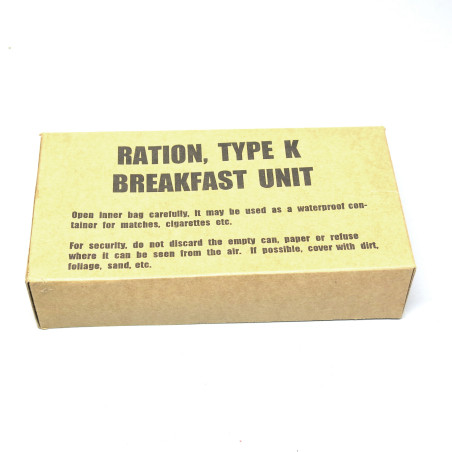 RATION, TYPE K
BREAKFAST UNIT
Open inner bag carefully, it may be used as a waterproof con-
tainer for matches, cigarettes etc.
For security, do not discard the empty can, paper or refuse
where it can be seen from the air. If possible, cover with dirt,
foliage, sand, etc.